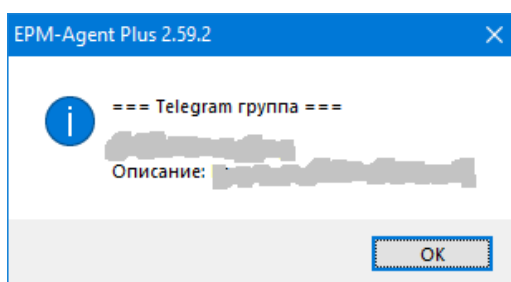 EPM-Agent Plus 2.59.2
=== Telegram группа ===
Описание:
OK